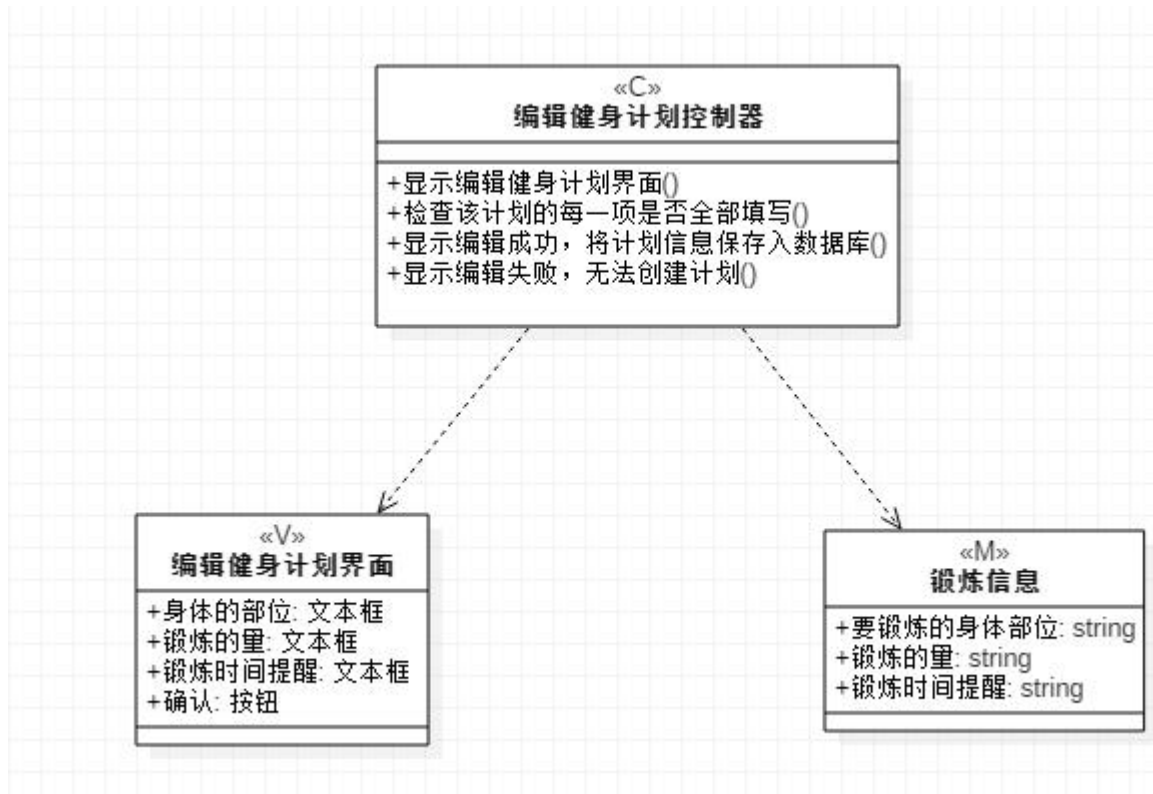 «C»
编辑健身计划控制器
+显示编辑健身计划界面()
+检查该计划的每一项是否全部填写()
+显示编辑成功，将计划信息保存入数据库()
+显示编辑失败，无法创建计划()
«V»
编辑健身计划界面
+身体的部位: 文本框
+锻炼的量: 文本框
+锻炼时间提醒: 文本框
+确认: 按钮
«M»
锻炼信息
+要锻炼的身体部位: string
+锻炼的量: string
+锻炼时间提醒: string